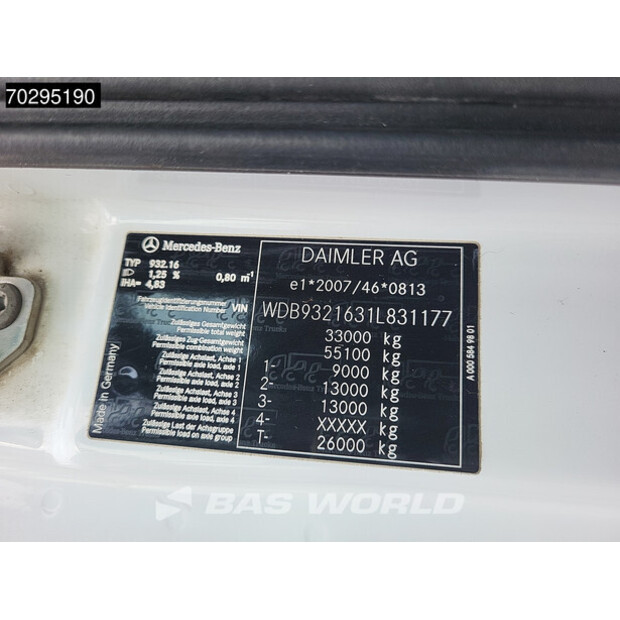 70295190
Mercedes-Benz
TYP 932.16
1,25 % 0,80 m⁻¹
IHA= 4,83
DAIMLER AG
e1*2007/46*0813
Fahrzeugidentifizierungsnummer
Vehicle Identification Number VIN WDB9321631L831177
Zulässiges Gesamtgewicht
Permissible total weight 33000 kg
Zulässiges Zug Gesamtgewicht
Permissible combination weight 55100 kg
Zulässige Achslast, Achse 1
Permissible axle load, axle 1 1- 9000 kg
Zulässige Achslast, Achse 2
Permissible axle load, axle 2 2- 13000 kg
Zulässige Achslast, Achse 3
Permissible axle load, axle 3 3- 13000 kg
Zulässige Achslast, Achse 4
Permissible axle load, axle 4 4- XXXXX kg
Zulässige Last der Achsgruppe
Permissible load on axle group T- 26000 kg
Made in Germany
A 000 584 98 01
BAS WORLD